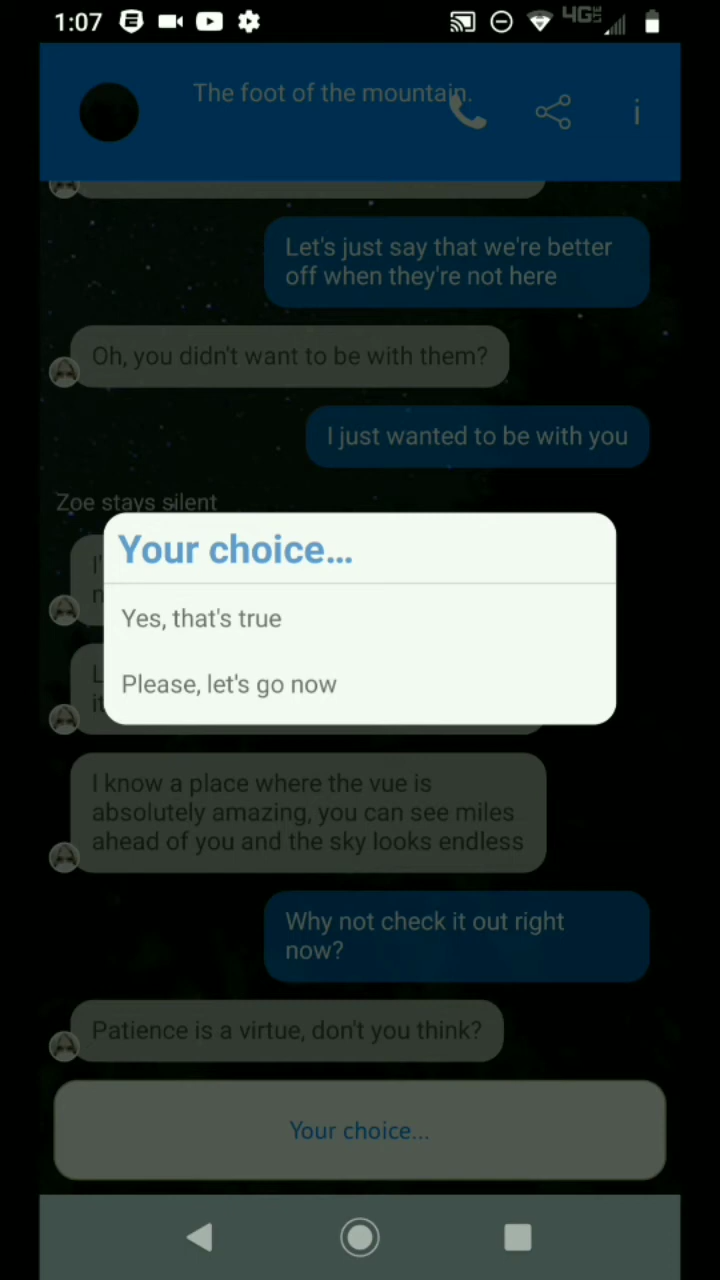 1:07
4G LTE
The foot of the mountain.
i
Let's just say that we're better
off when they're not here
Oh, you didn't want to be with them?
I just wanted to be with you
Zoe stays silent
Your choice...
Yes, that's true
Please, let's go now
I know a place where the vue is
absolutely amazing, you can see miles
ahead of you and the sky looks endless
Why not check it out right
now?
Patience is a virtue, don't you think?
Your choice...